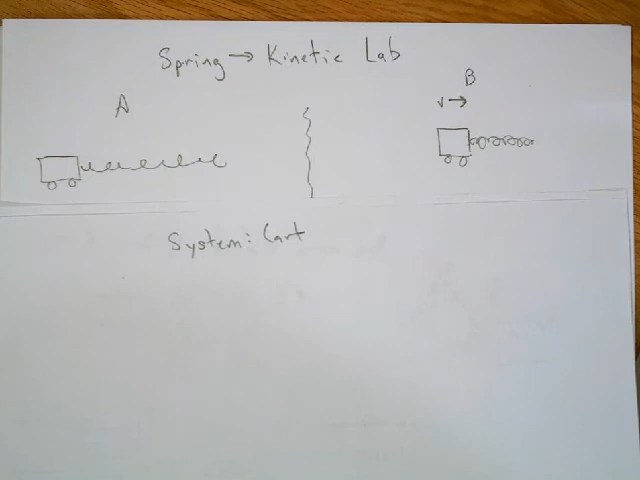 Spring → Kinetic Lab
A
B
v →
System: Cart